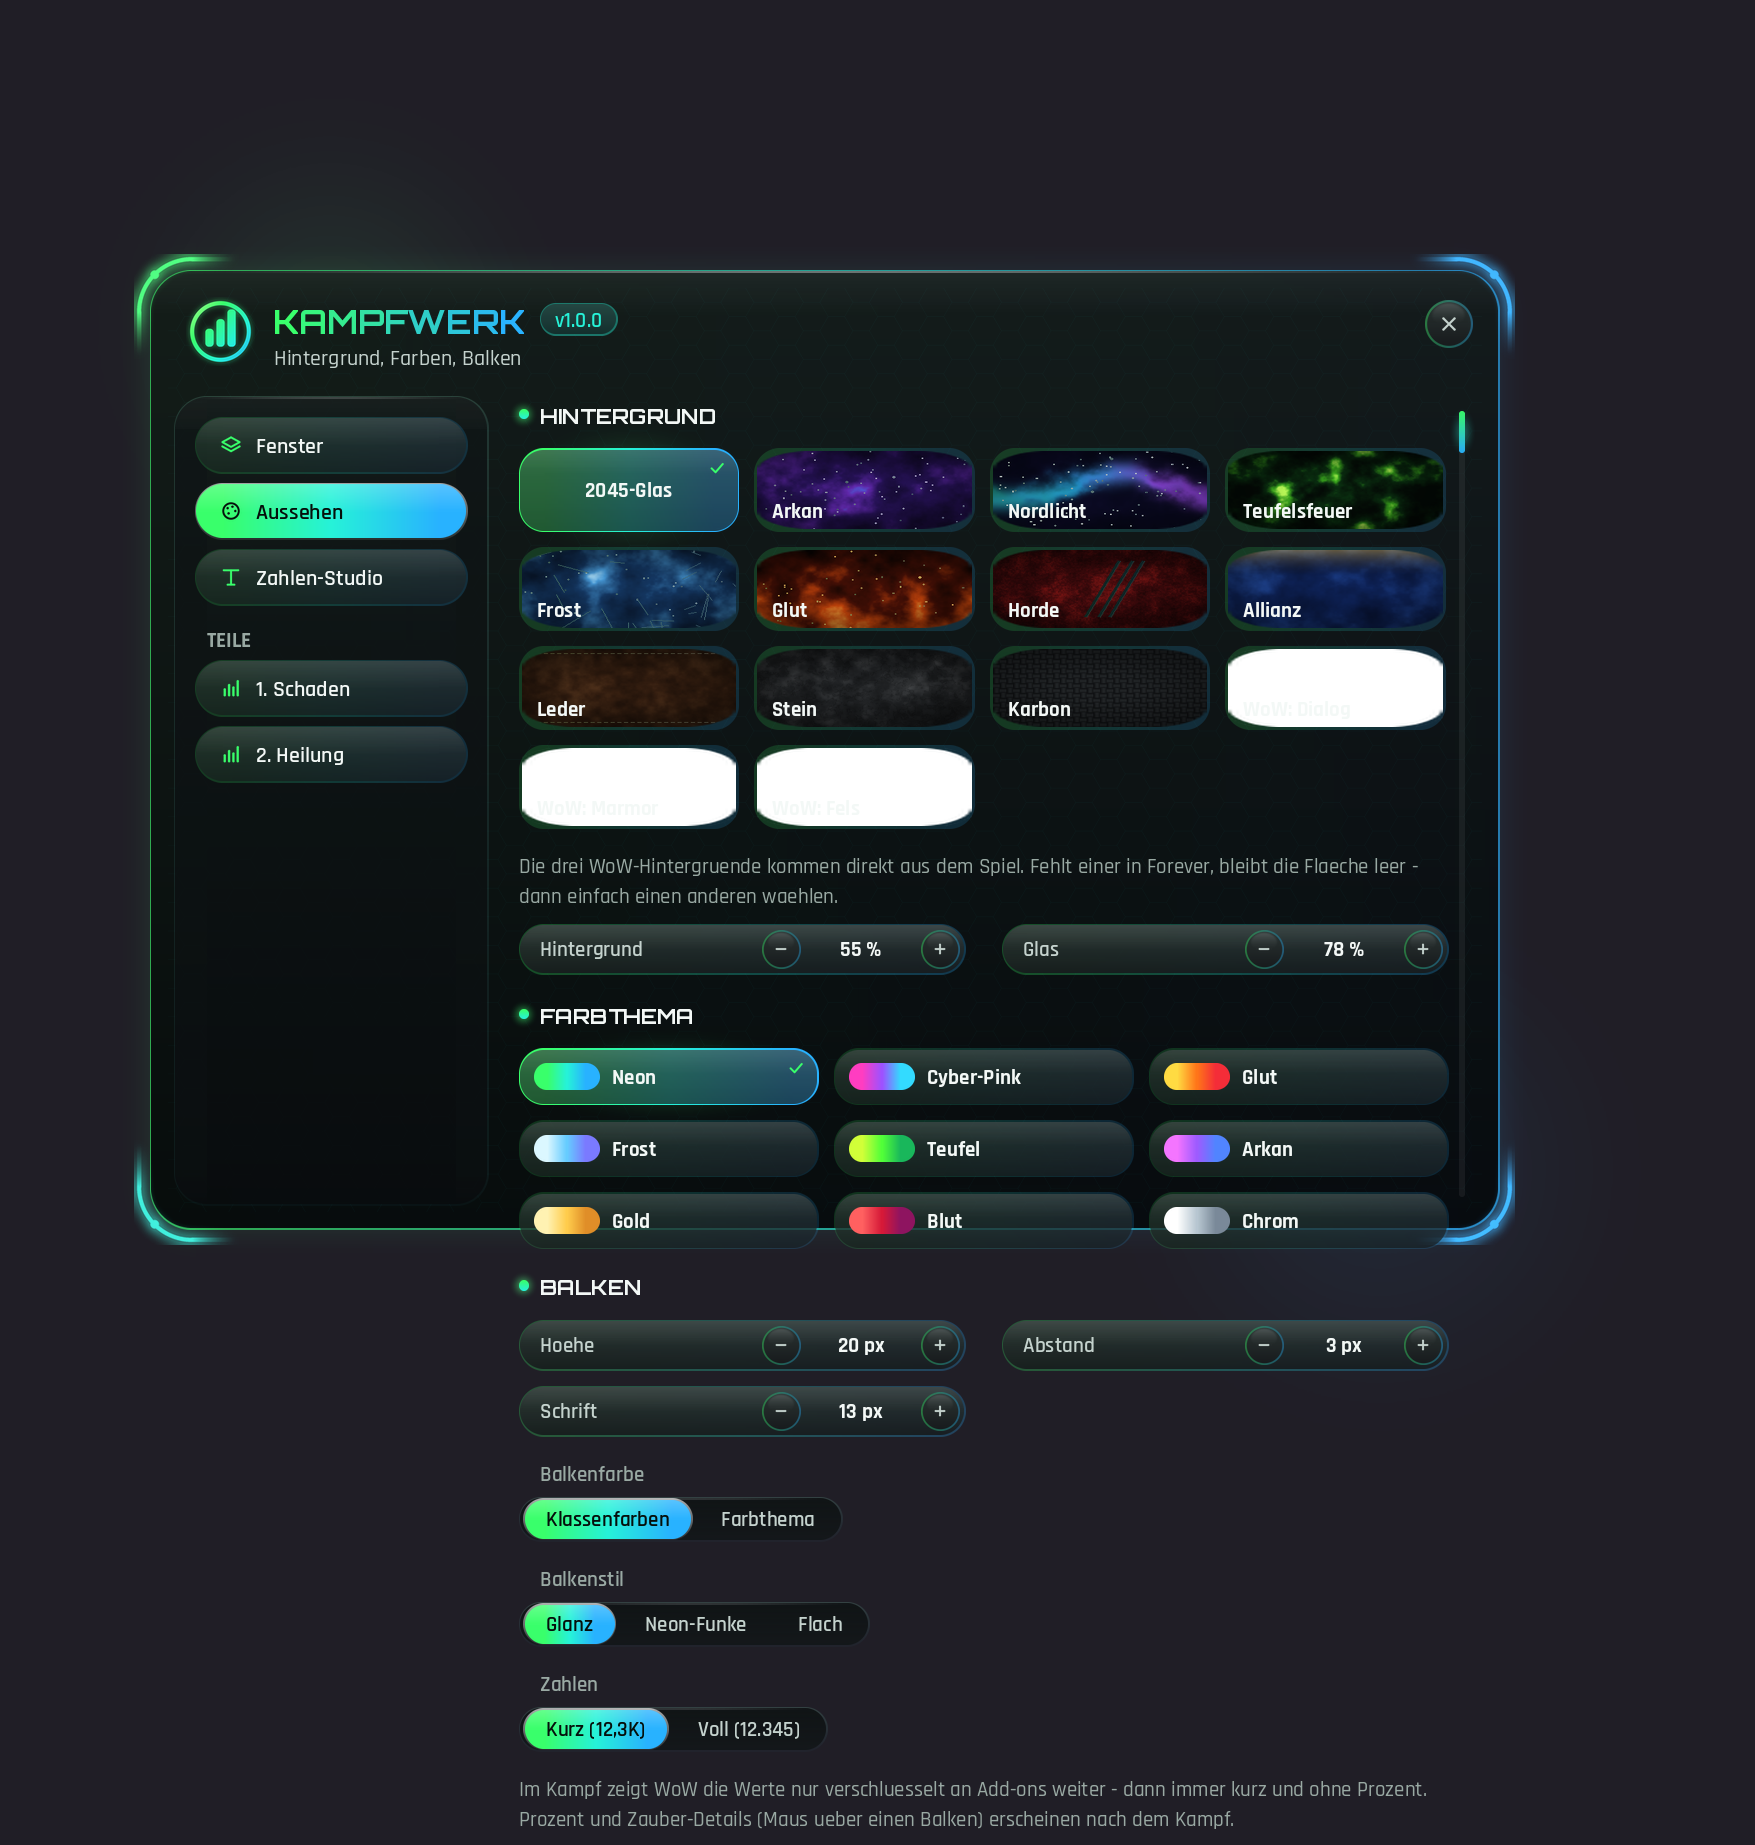 KAMPFWERK v1.0.0
Hintergrund, Farben, Balken
Fenster
Aussehen
Zahlen-Studio
TEILE
1. Schaden
2. Heilung
HINTERGRUND
2045-Glas
Arkan
Nordlicht
Teufelsfeuer
Frost
Glut
Horde
Allianz
Leder
Stein
Karbon
WoW: Dialog
WoW: Marmor
WoW: Fels
Die drei WoW-Hintergruende kommen direkt aus dem Spiel. Fehlt einer in Forever, bleibt die Flaeche leer -
dann einfach einen anderen waehlen.
Hintergrund − 55 % +
Glas − 78 % +
FARBTHEMA
Neon
Cyber-Pink
Glut
Frost
Teufel
Arkan
Gold
Blut
Chrom
BALKEN
Hoehe − 20 px +
Abstand − 3 px +
Schrift − 13 px +
Balkenfarbe
Klassenfarben Farbthema
Balkenstil
Glanz Neon-Funke Flach
Zahlen
Kurz (12,3K) Voll (12.345)
Im Kampf zeigt WoW die Werte nur verschluesselt an Add-ons weiter - dann immer kurz und ohne Prozent.
Prozent und Zauber-Details (Maus ueber einen Balken) erscheinen nach dem Kampf.